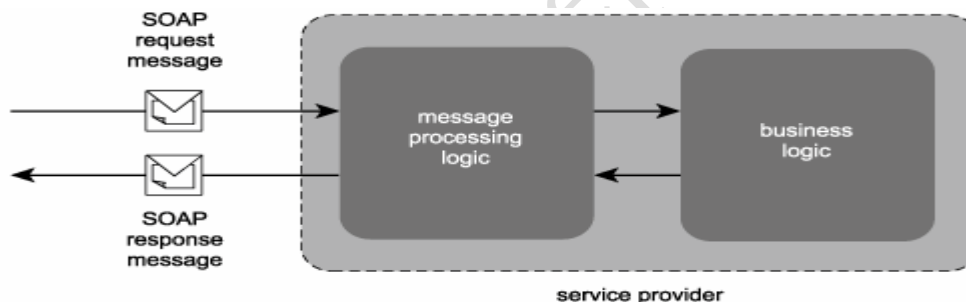 SOAP
request
message
message
processing
logic
business
logic
SOAP
response
message
service provider